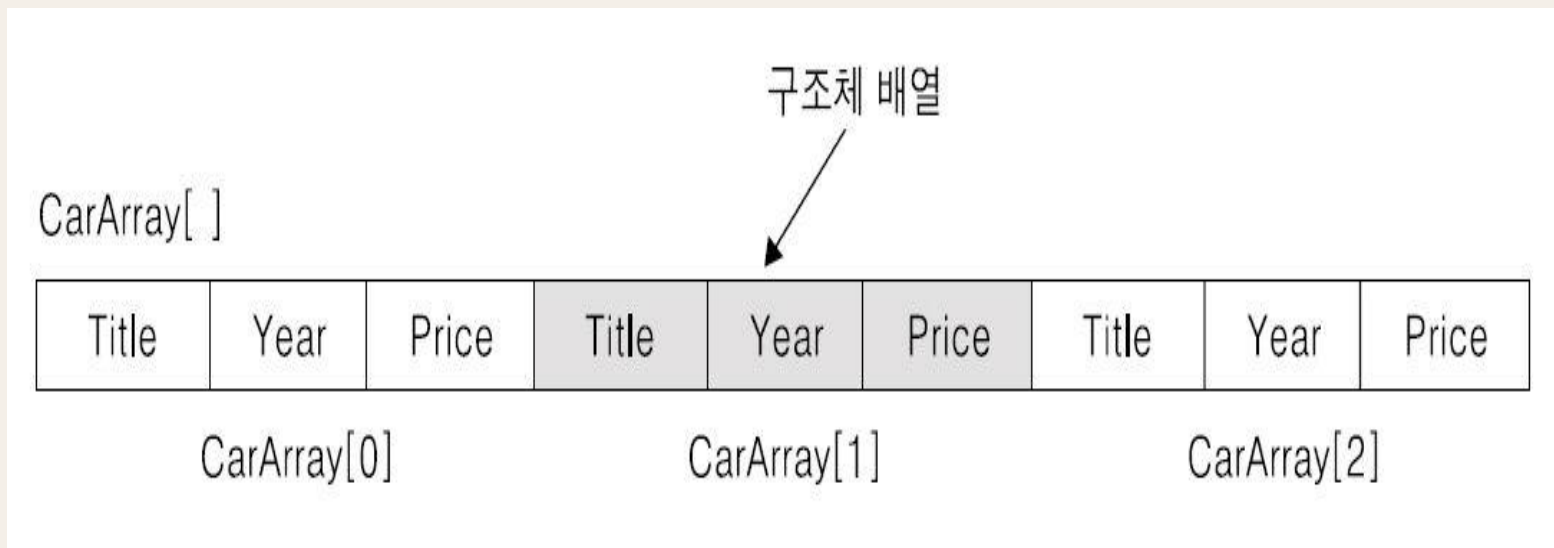 구조체 배열
CarArray[ ]
Title Year Price Title Year Price Title Year Price
CarArray[0] CarArray[1] CarArray[2]